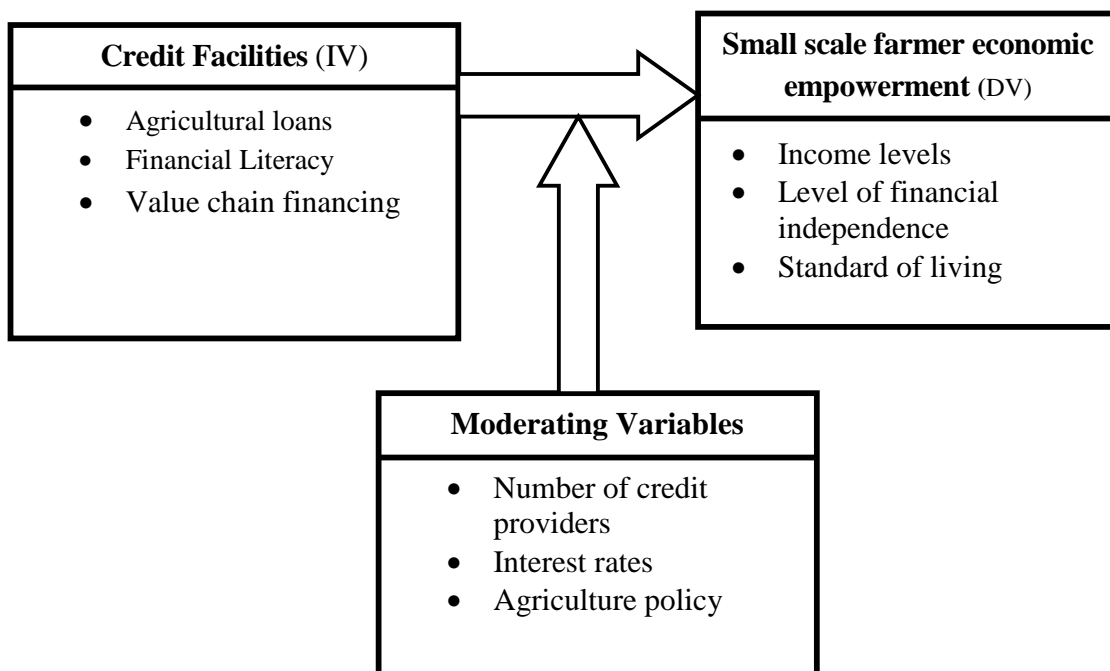 Credit Facilities (IV)
• Agricultural loans
• Financial Literacy
• Value chain financing
Small scale farmer economic
empowerment (DV)
• Income levels
• Level of financial
independence
• Standard of living
Moderating Variables
• Number of credit
providers
• Interest rates
• Agriculture policy